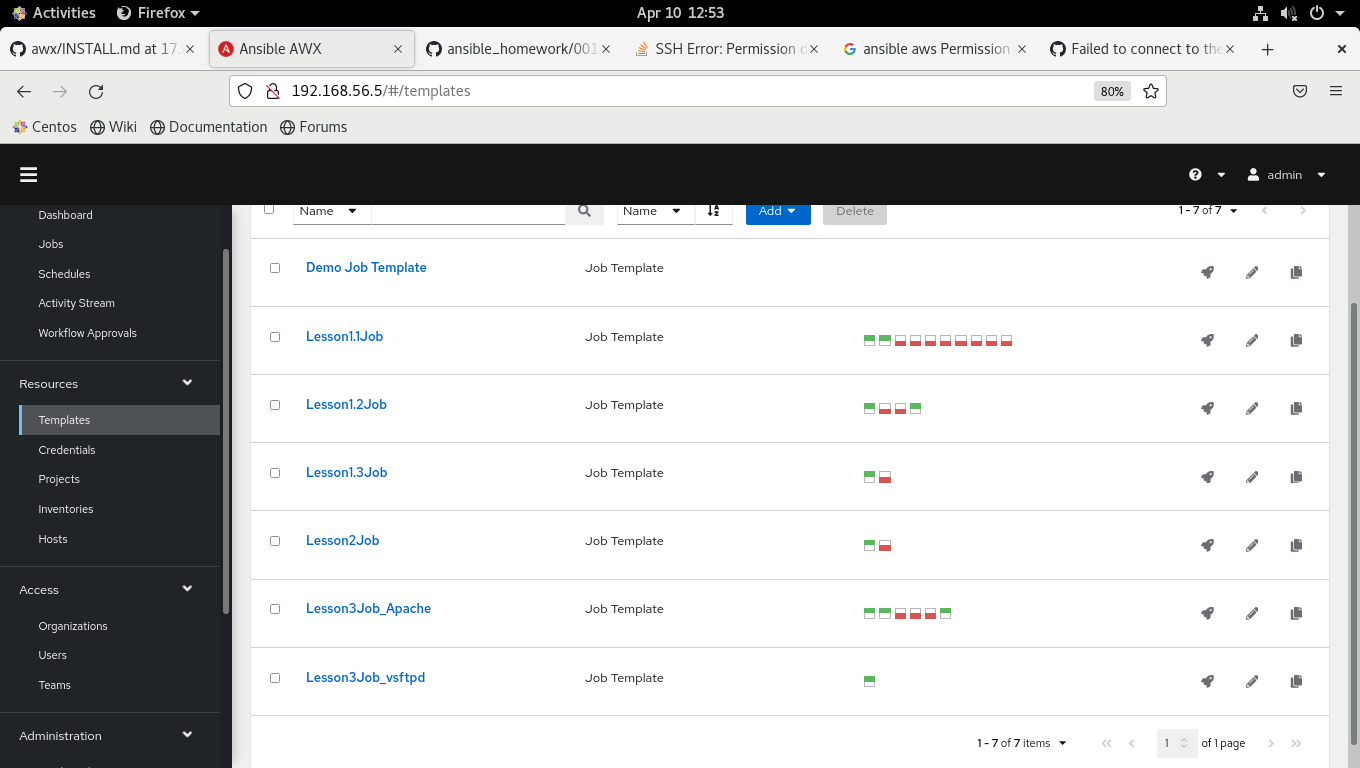 Activities Firefox Apr 10 12:53
awx/INSTALL.md at 17. Ansible AWX ansible_homework/001 SSH Error: Permission d ansible aws Permission Failed to connect to the
192.168.56.5/#/templates 80%
Centos Wiki Documentation Forums
admin
Dashboard
Jobs
Schedules
Activity Stream
Workflow Approvals
Resources
Templates
Credentials
Projects
Inventories
Hosts
Access
Organizations
Users
Teams
Administration
Name Name Add Delete 1 - 7 of 7
Demo Job Template Job Template
Lesson1.1Job Job Template
Lesson1.2Job Job Template
Lesson1.3Job Job Template
Lesson2Job Job Template
Lesson3Job_Apache Job Template
Lesson3Job_vsftpd Job Template
1 - 7 of 7 items 1 of 1 page